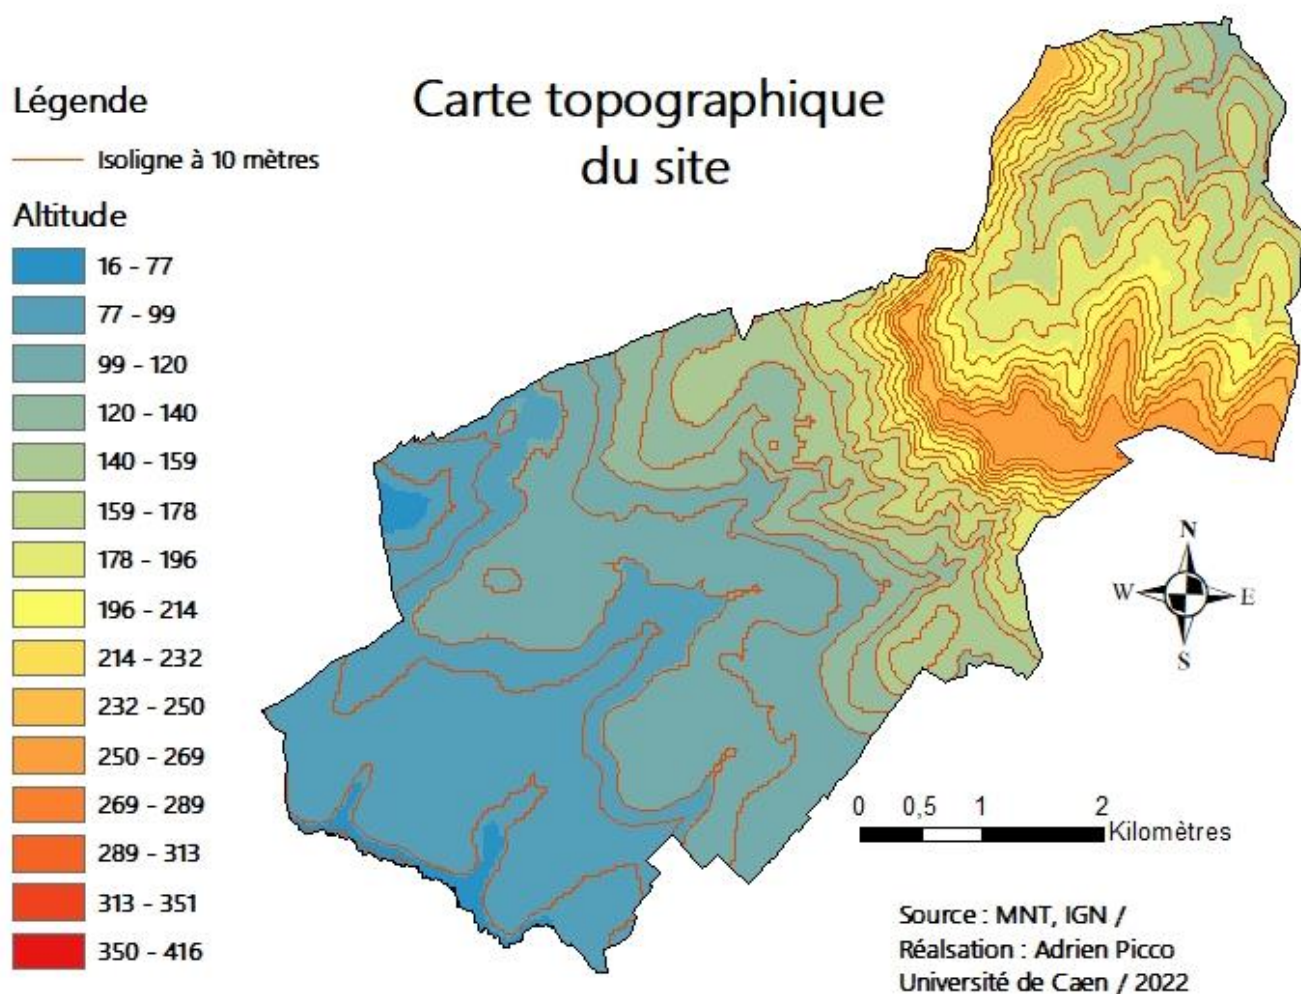 Carte topographique
du site
Légende
Isoligne à 10 mètres
Altitude
16 - 77
77 - 99
99 - 120
120 - 140
140 - 159
159 - 178
178 - 196
196 - 214
214 - 232
232 - 250
250 - 269
269 - 289
289 - 313
313 - 351
350 - 416
N
W E
S
0 0,5 1 2
Kilomètres
Source : MNT, IGN /
Réalsation : Adrien Picco
Université de Caen / 2022